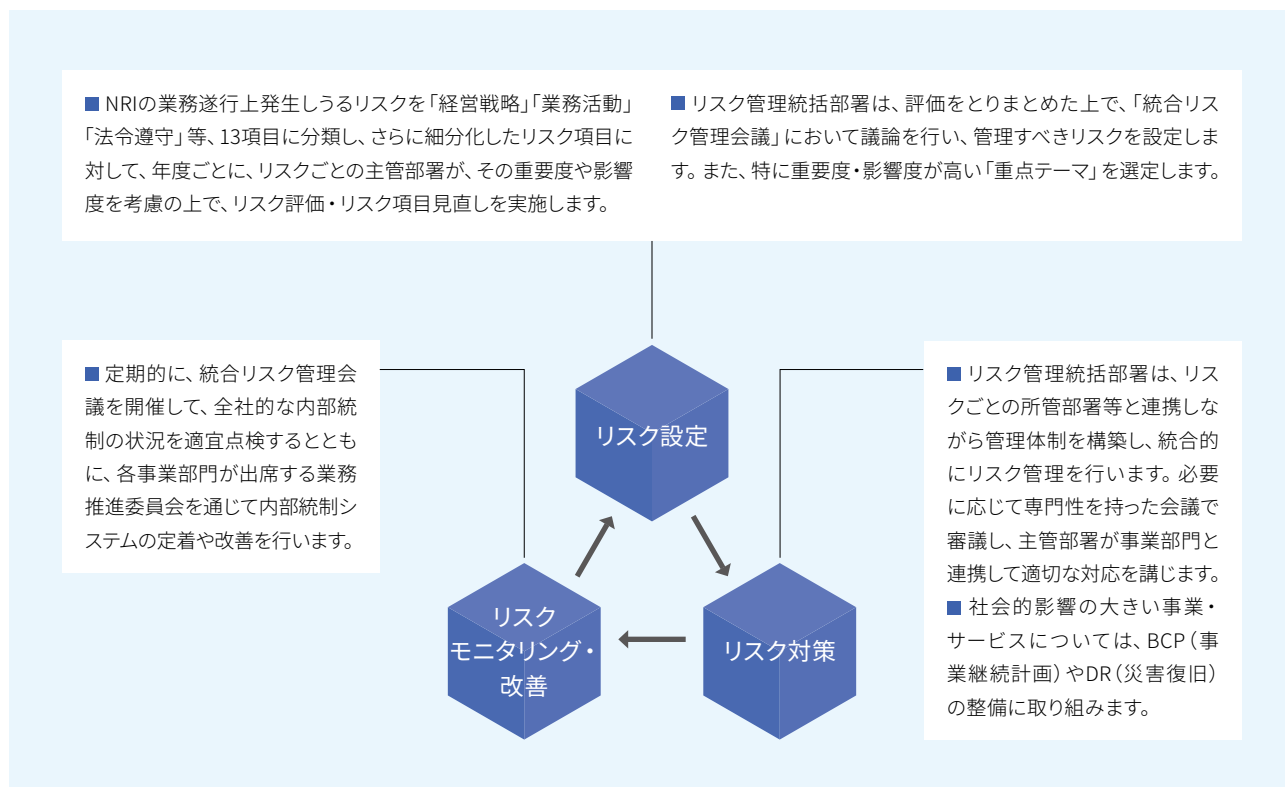 ■ NRIの業務遂行上発生しうるリスクを「経営戦略」「業務活動」
「法令遵守」等、13項目に分類し、さらに細分化したリスク項目に
対して、年度ごとに、リスクごとの主管部署が、その重要度や影響
度を考慮の上で、リスク評価・リスク項目見直しを実施します。
■ リスク管理統括部署は、評価をとりまとめた上で、「統合リス
ク管理会議」において議論を行い、管理すべきリスクを設定しま
す。また、特に重要度・影響度が高い「重点テーマ」を選定します。
■ 定期的に、統合リスク管理会
議を開催して、全社的な内部統
制の状況を適宜点検するととも
に、各事業部門が出席する業務
推進委員会を通じて内部統制シ
ステムの定着や改善を行います。
リスク設定
リスク
モニタリング・
改善
リスク対策
■ リスク管理統括部署は、リス
クごとの所管部署等と連携しな
がら管理体制を構築し、統合的
にリスク管理を行います。必要
に応じて専門性を持った会議で
審議し、主管部署が事業部門と
連携して適切な対応を講じます。
■ 社会的影響の大きい事業・
サービスについては、BCP（事
業継続計画）やDR（災害復旧）
の整備に取り組みます。